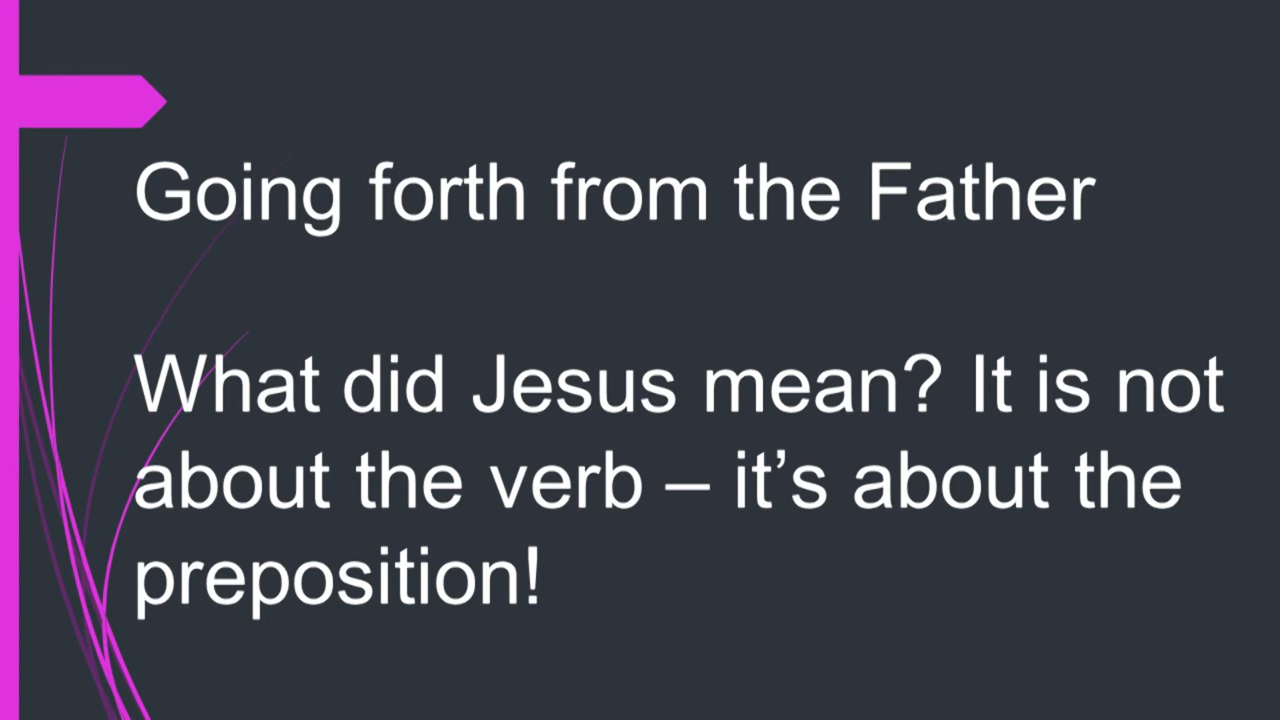 Going forth from the Father
What did Jesus mean? It is not
about the verb – it’s about the
preposition!